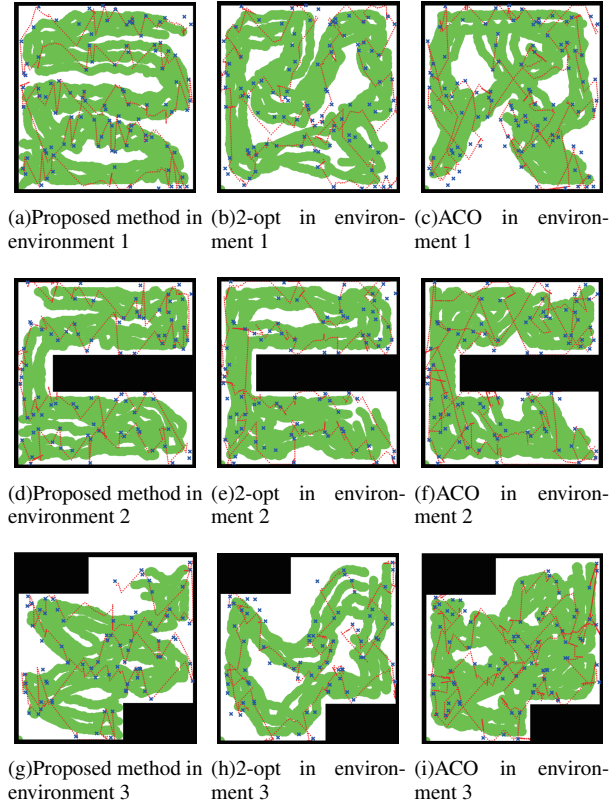 (a)Proposed method in environment 1
(b)2-opt in environ-
ment 1
(c)ACO in environ-
ment 1
(d)Proposed method in environment 2
(e)2-opt in environ-
ment 2
(f)ACO in environ-
ment 2
(g)Proposed method in environment 3
(h)2-opt in environ-
ment 3
(i)ACO in environ-
ment 3